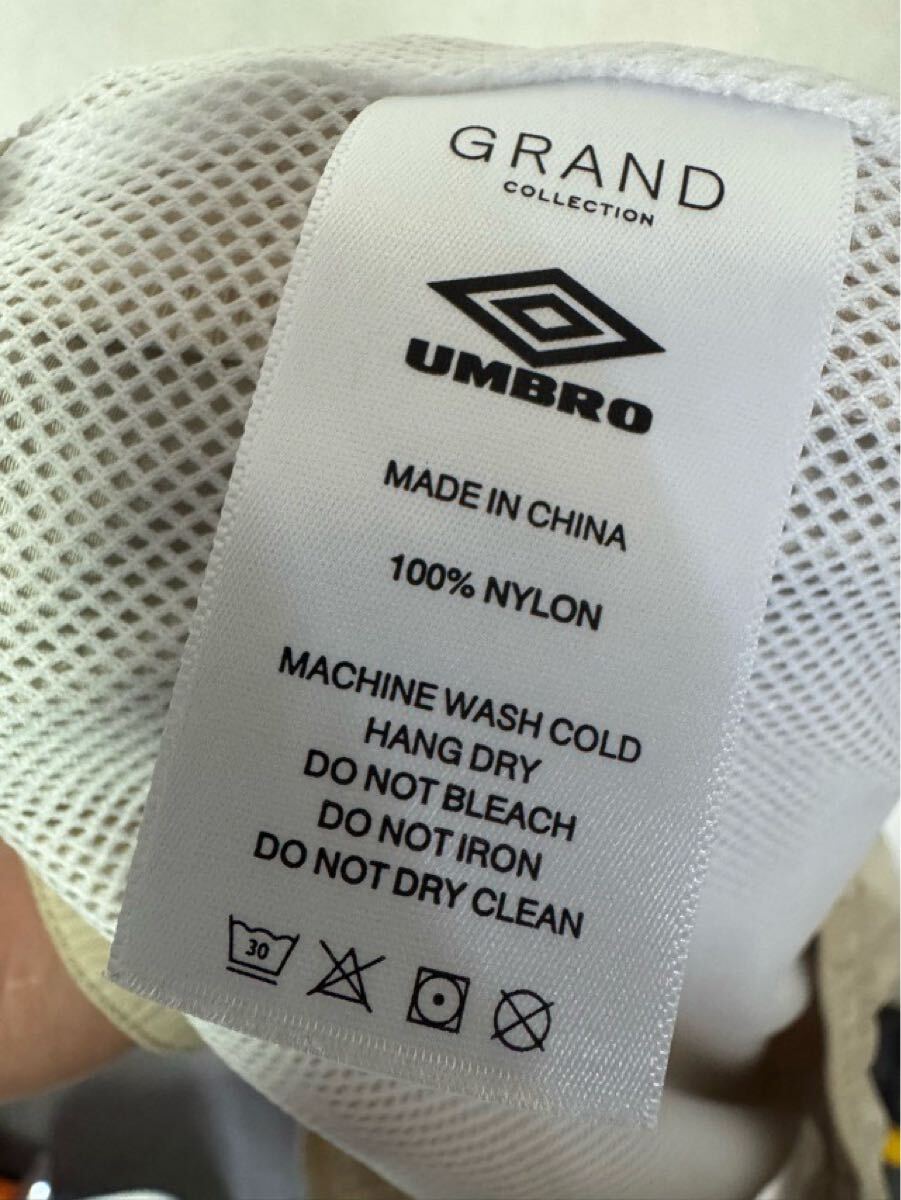 GRAND
COLLECTION
UMBRO
MADE IN CHINA
100% NYLON
MACHINE WASH COLD
HANG DRY
DO NOT BLEACH
DO NOT IRON
DO NOT DRY CLEAN
30